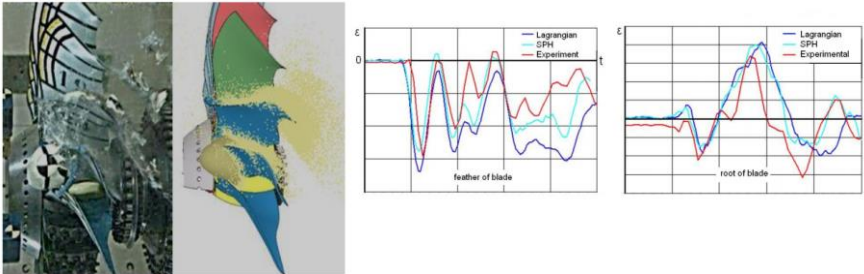 ε
Lagrangian
SPH
Experiment
0
t
feather of blade
ε
Lagrangian
SPH
Experimental
t
root of blade